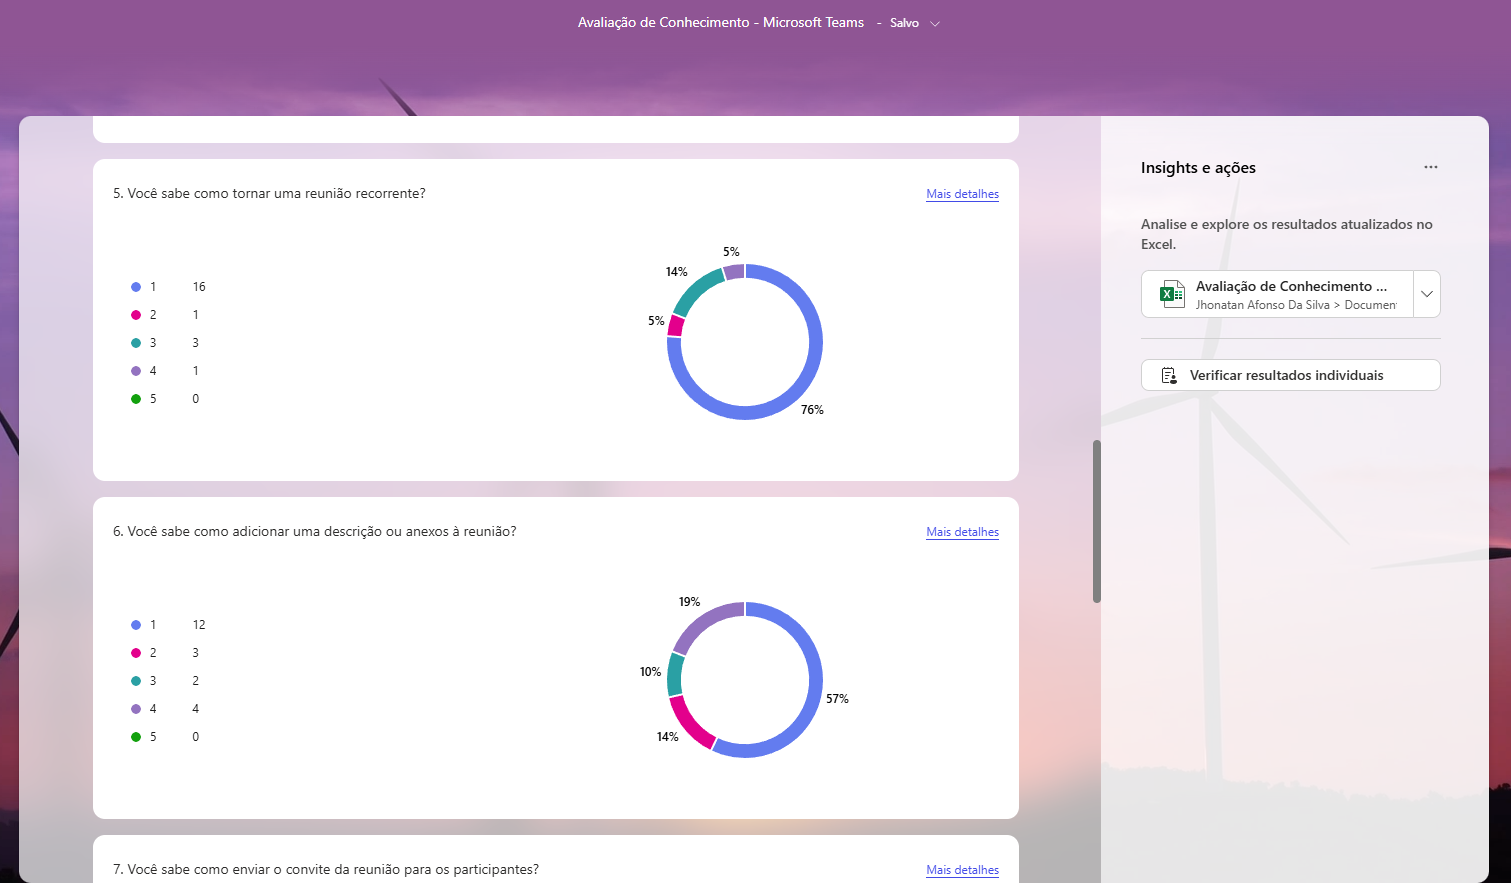 Avaliação de Conhecimento - Microsoft Teams - Salvo
5. Você sabe como tornar uma reunião recorrente?
Mais detalhes
1 16
2 1
3 3
4 1
5 0
5%
14%
5%
76%
6. Você sabe como adicionar uma descrição ou anexos à reunião?
Mais detalhes
1 12
2 3
3 2
4 4
5 0
19%
10%
57%
14%
7. Você sabe como enviar o convite da reunião para os participantes?
Mais detalhes
Insights e ações
Analise e explore os resultados atualizados no
Excel.
Avaliação de Conhecimento ...
Jhonatan Afonso Da Silva > Documen
Verificar resultados individuais